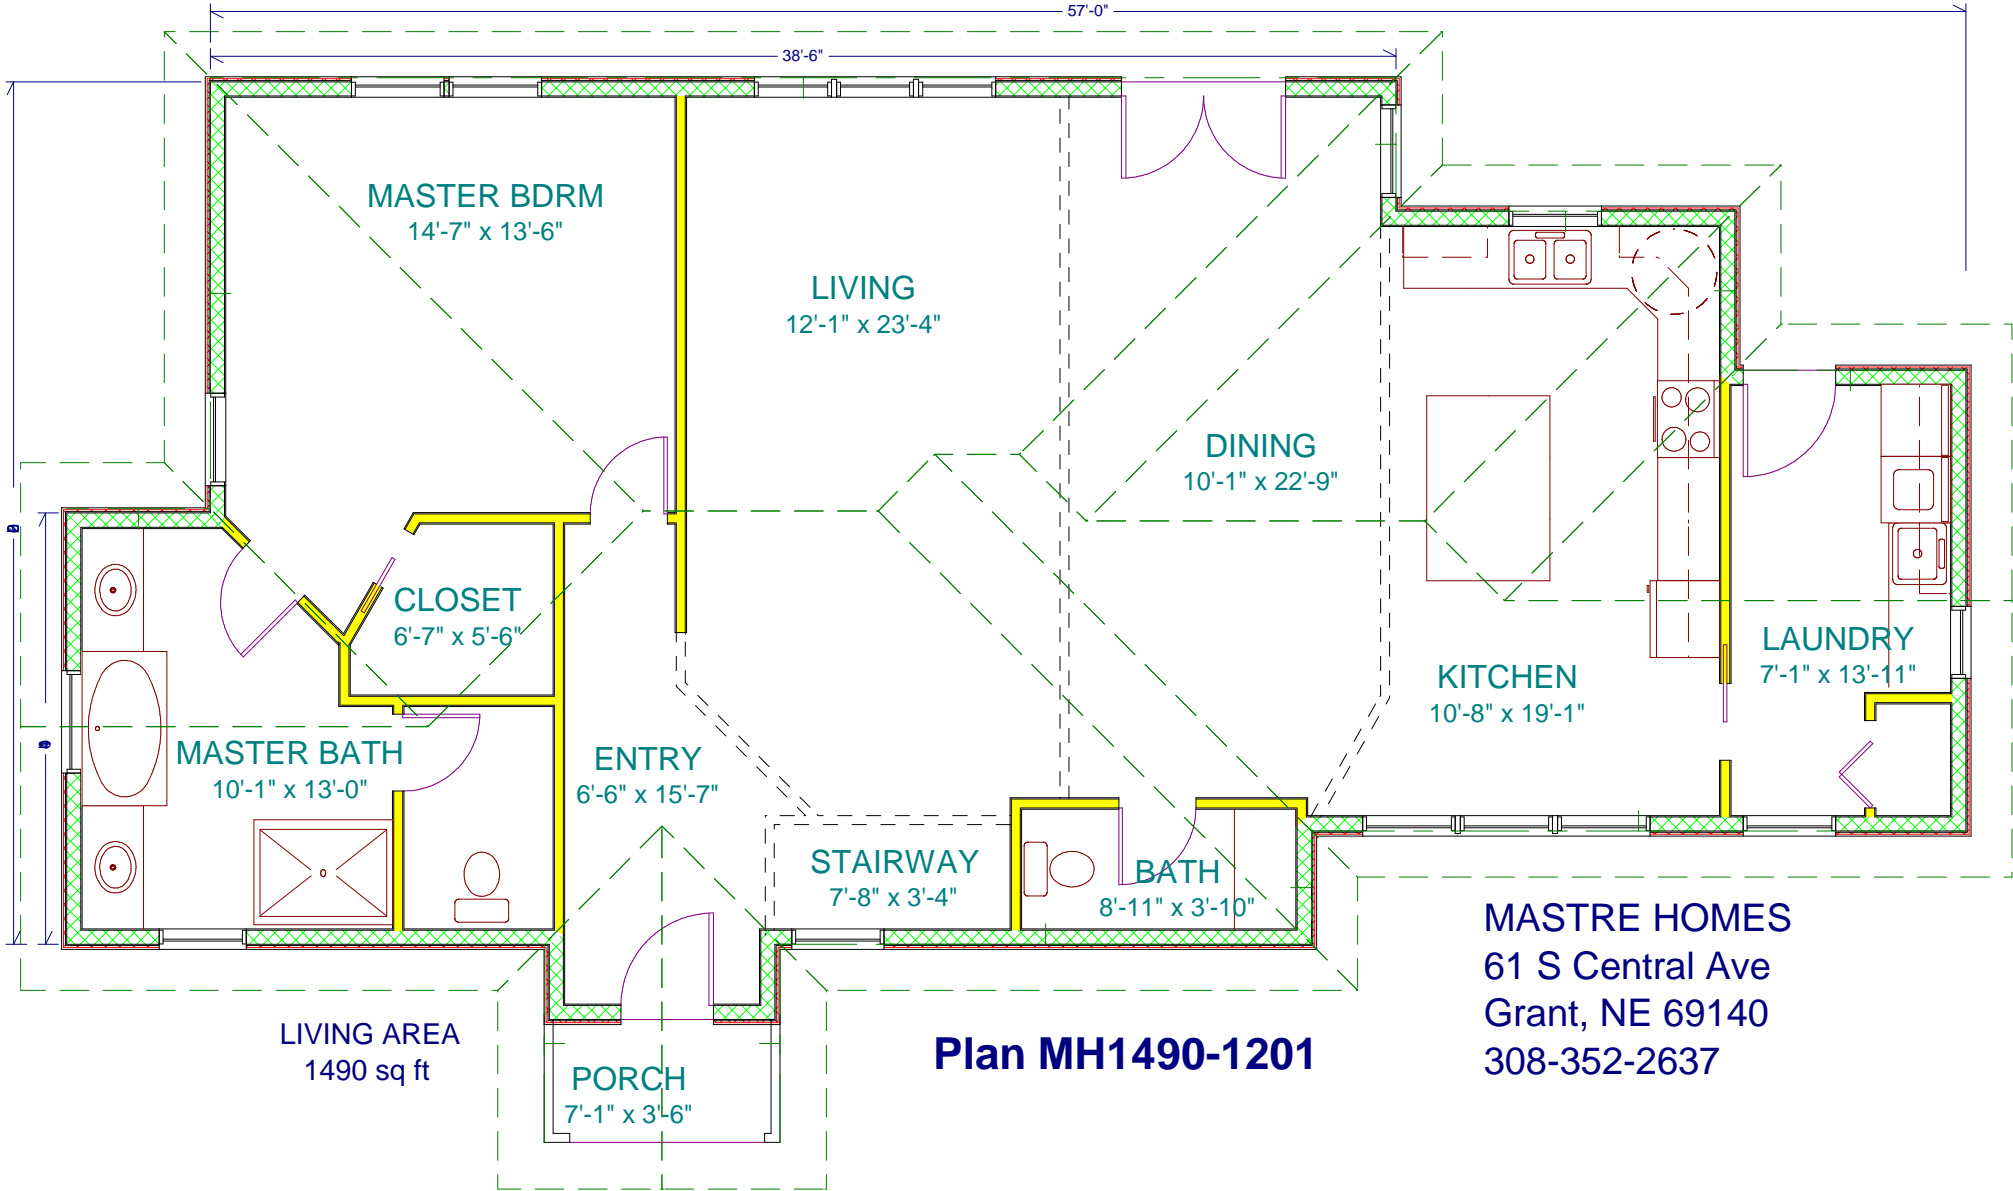 57'-0"
38'-6"
MASTER BDRM
14'-7" x 13'-6"
LIVING
12'-1" x 23'-4"
DINING
10'-1" x 22'-9"
CLOSET
6'-7" x 5'-6"
LAUNDRY
7'-1" x 13'-11"
KITCHEN
10'-8" x 19'-1"
MASTER BATH
10'-1" x 13'-0"
ENTRY
6'-6" x 15'-7"
STAIRWAY
7'-8" x 3'-4"
BATH
8'-11" x 3'-10"
MASTRE HOMES
61 S Central Ave
Grant, NE 69140
308-352-2637
LIVING AREA
1490 sq ft
Plan MH1490-1201
PORCH
7'-1" x 3'-6"